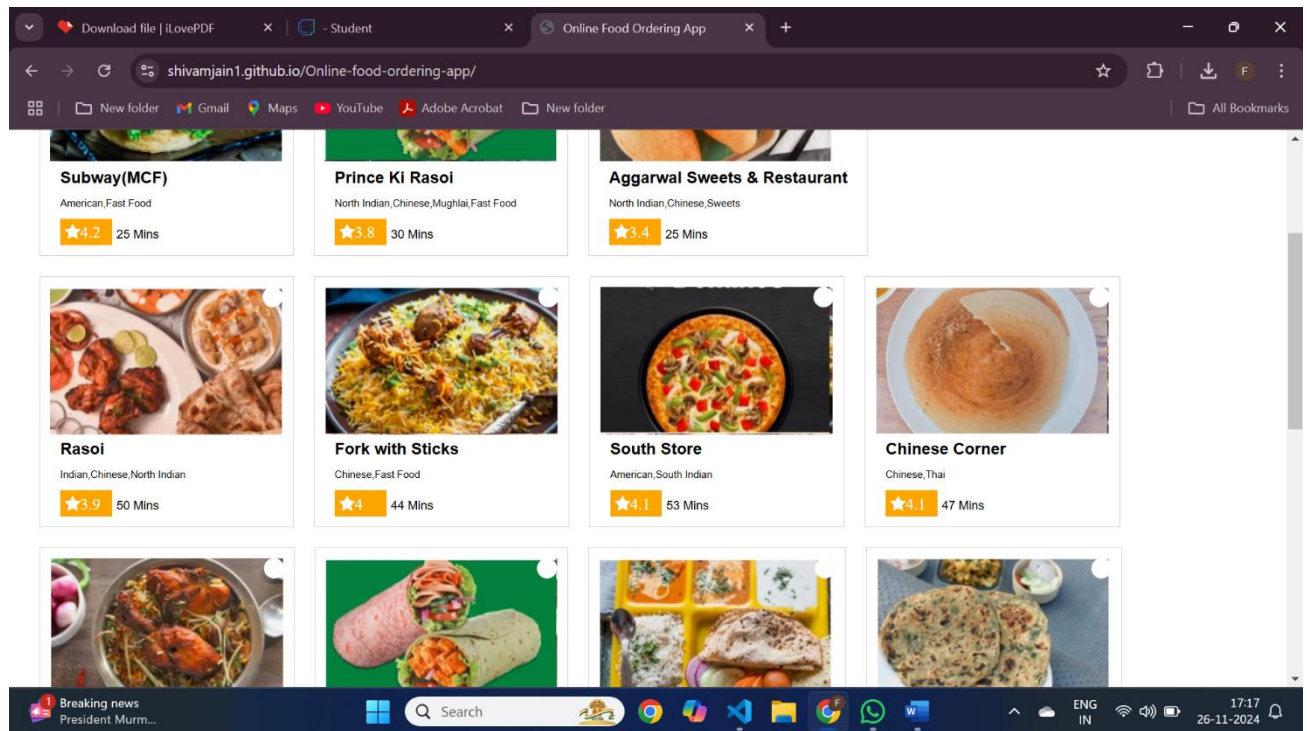 Download file | iLovePDF
- Student
Online Food Ordering App
shivamjain1.github.io/Online-food-ordering-app/
F
New folder
Gmail
Maps
YouTube
Adobe Acrobat
New folder
All Bookmarks
Subway(MCF)
American,Fast Food
4.2 25 Mins
Prince Ki Rasoi
North Indian,Chinese,Mughlai,Fast Food
3.8 30 Mins
Aggarwal Sweets & Restaurant
North Indian,Chinese,Sweets
3.4 25 Mins
Rasoi
Indian,Chinese,North Indian
3.9 50 Mins
Fork with Sticks
Chinese,Fast Food
4 44 Mins
South Store
American,South Indian
4.1 53 Mins
Chinese Corner
Chinese,Thai
4.1 47 Mins
1
Breaking news
President Murm...
Search
F
W
ENG
IN
17:17
26-11-2024